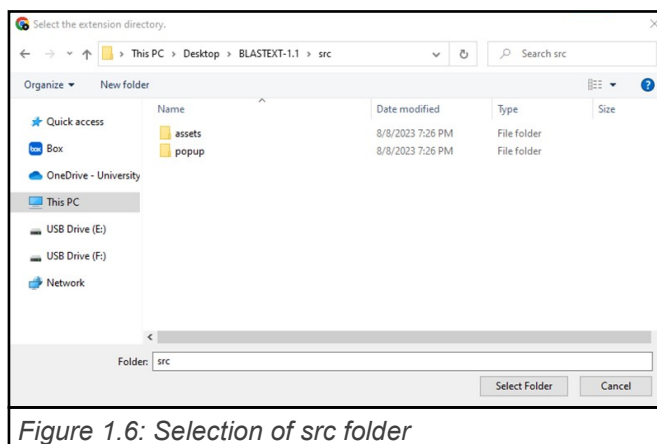 Select the extension directory.
This PC > Desktop > BLASTEXT-1.1 > src
Search src
Organize
New folder
Name Date modified Type Size
Quick access
Box
OneDrive - University
This PC
USB Drive (E:)
USB Drive (F:)
Network
assets 8/8/2023 7:26 PM File folder
popup 8/8/2023 7:26 PM File folder
Folder: src
Select Folder Cancel
Figure 1.6: Selection of src folder